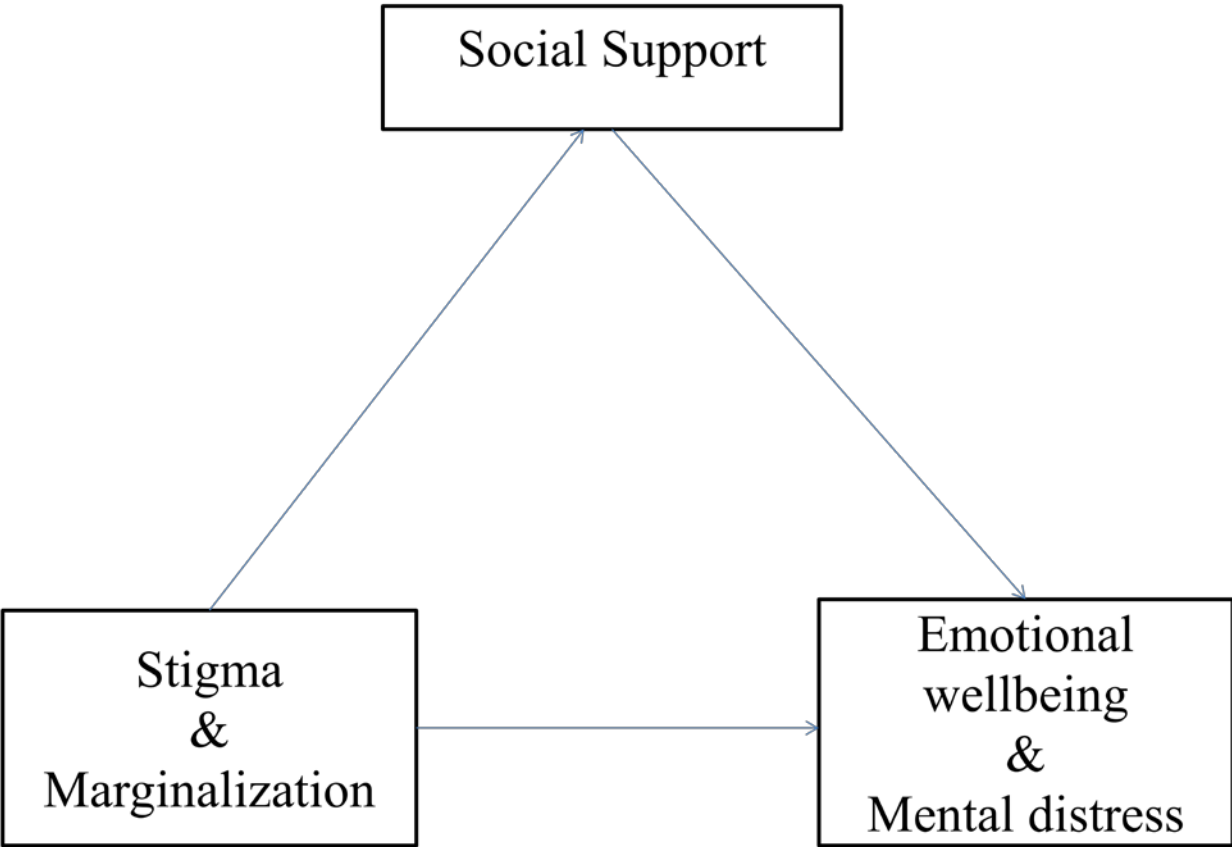 Social Support
Stigma
&
Marginalization
Emotional
wellbeing
&
Mental distress